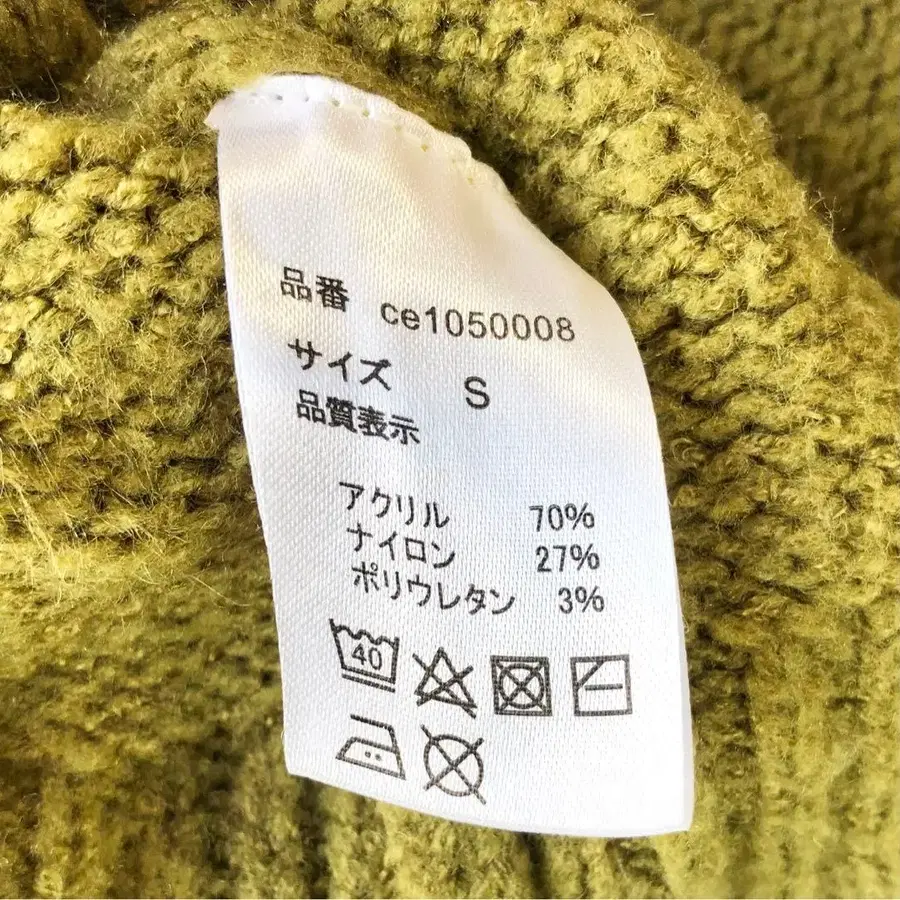 品番 ce1050008
サイズ S
品質表示
アクリル 70%
ナイロン 27%
ポリウレタン 3%
40